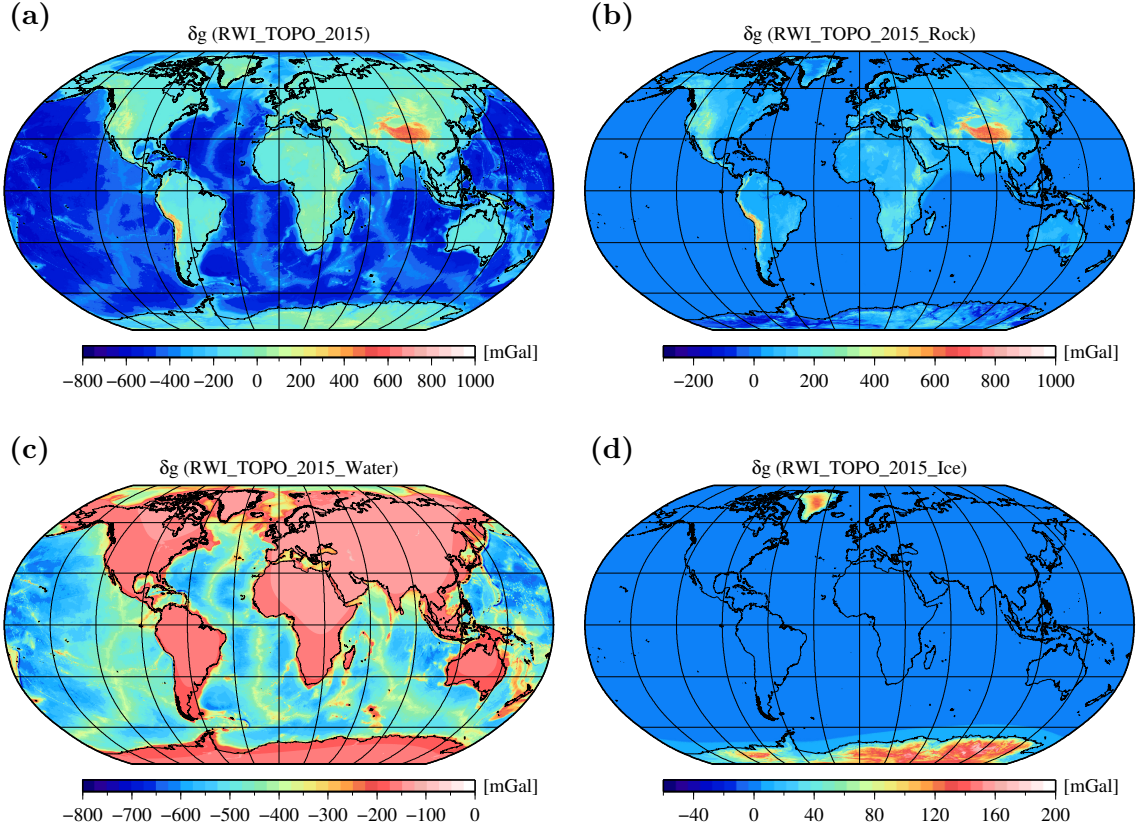 (a)
δg (RWI_TOPO_2015)
[mGal]
−800 −600 −400 −200 0 200 400 600 800 1000
(b)
δg (RWI_TOPO_2015_Rock)
[mGal]
−200 0 200 400 600 800 1000
(c)
δg (RWI_TOPO_2015_Water)
[mGal]
−800 −700 −600 −500 −400 −300 −200 −100 0
(d)
δg (RWI_TOPO_2015_Ice)
[mGal]
−40 0 40 80 120 160 200